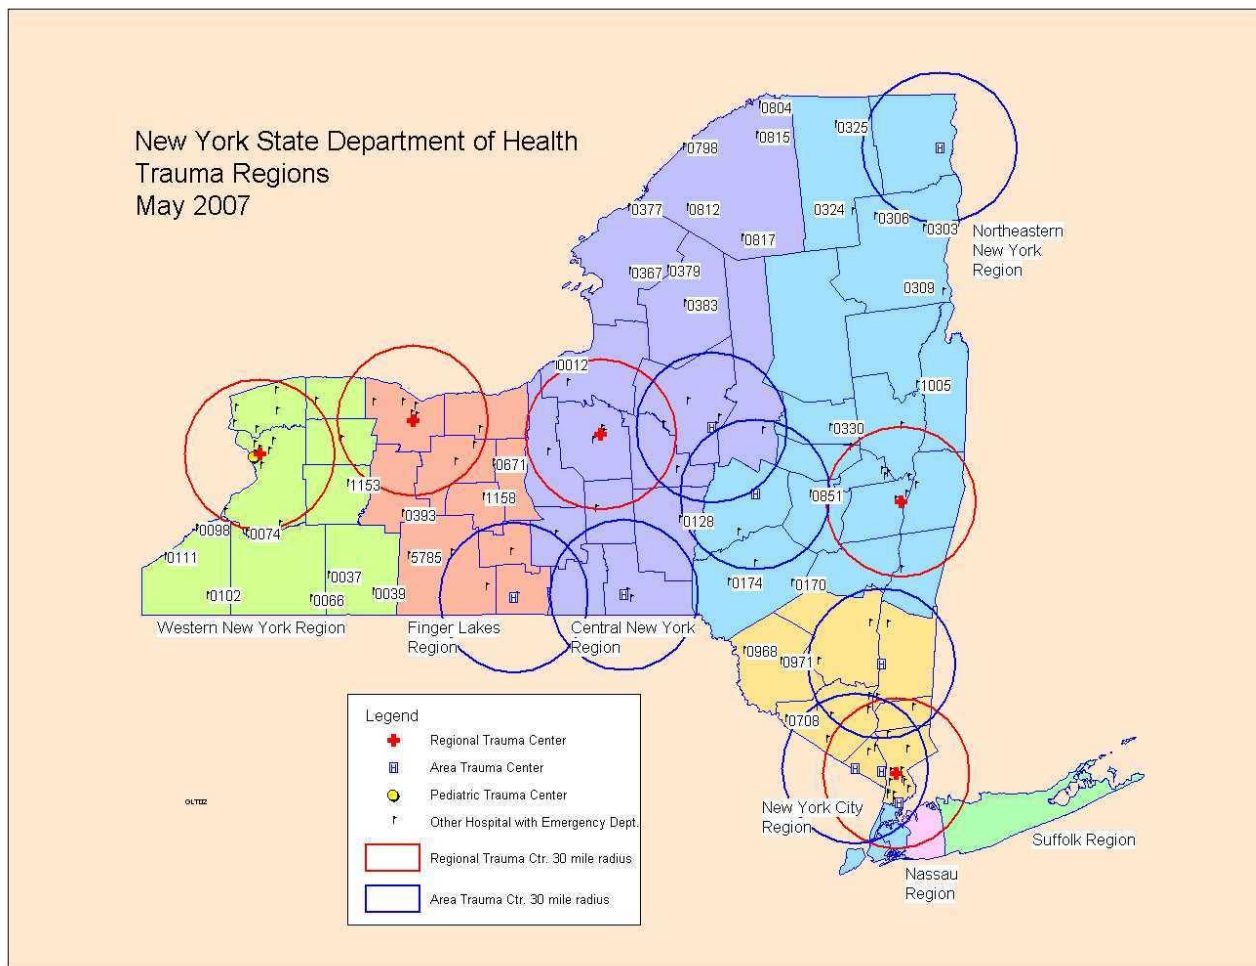 New York State Department of Health
Trauma Regions
May 2007
0804
0325
0815
0798
0377
0812
0324
0306
0303
0817
Northeastern
New York
Region
0367
0379
0309
0383
0012
1005
0330
0671
1153
1158
0851
0393
0128
0098
0074
0111
5785
0037
0174
0170
0102
0066
0039
Western New York Region
Finger Lakes
Region
Central New York
Region
0968
0971
0708
Legend
Regional Trauma Center
Area Trauma Center
Pediatric Trauma Center
Other Hospital with Emergency Dept.
Regional Trauma Ctr. 30 mile radius
Area Trauma Ctr. 30 mile radius
New York City
Region
Suffolk Region
Nassau
Region